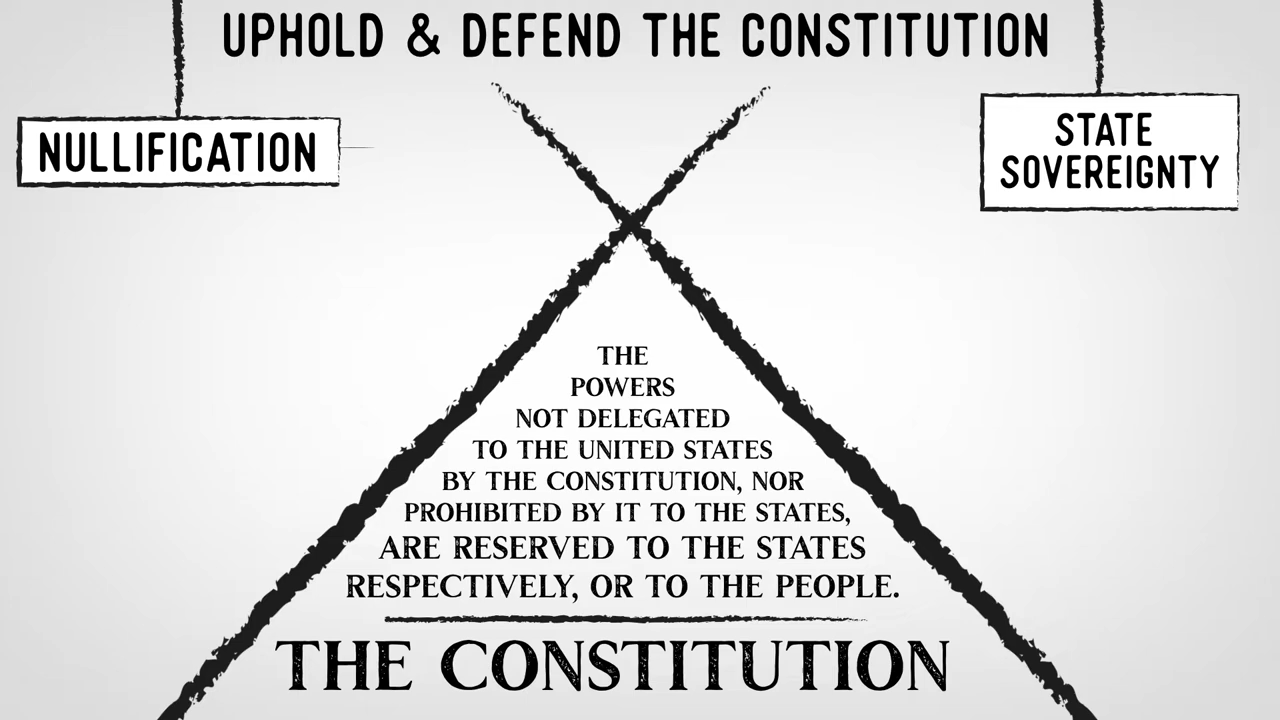 UPHOLD & DEFEND THE CONSTITUTION
NULLIFICATION
STATE
SOVEREIGNTY
THE
POWERS
NOT DELEGATED
TO THE UNITED STATES
BY THE CONSTITUTION, NOR
PROHIBITED BY IT TO THE STATES,
ARE RESERVED TO THE STATES
RESPECTIVELY, OR TO THE PEOPLE.
THE CONSTITUTION